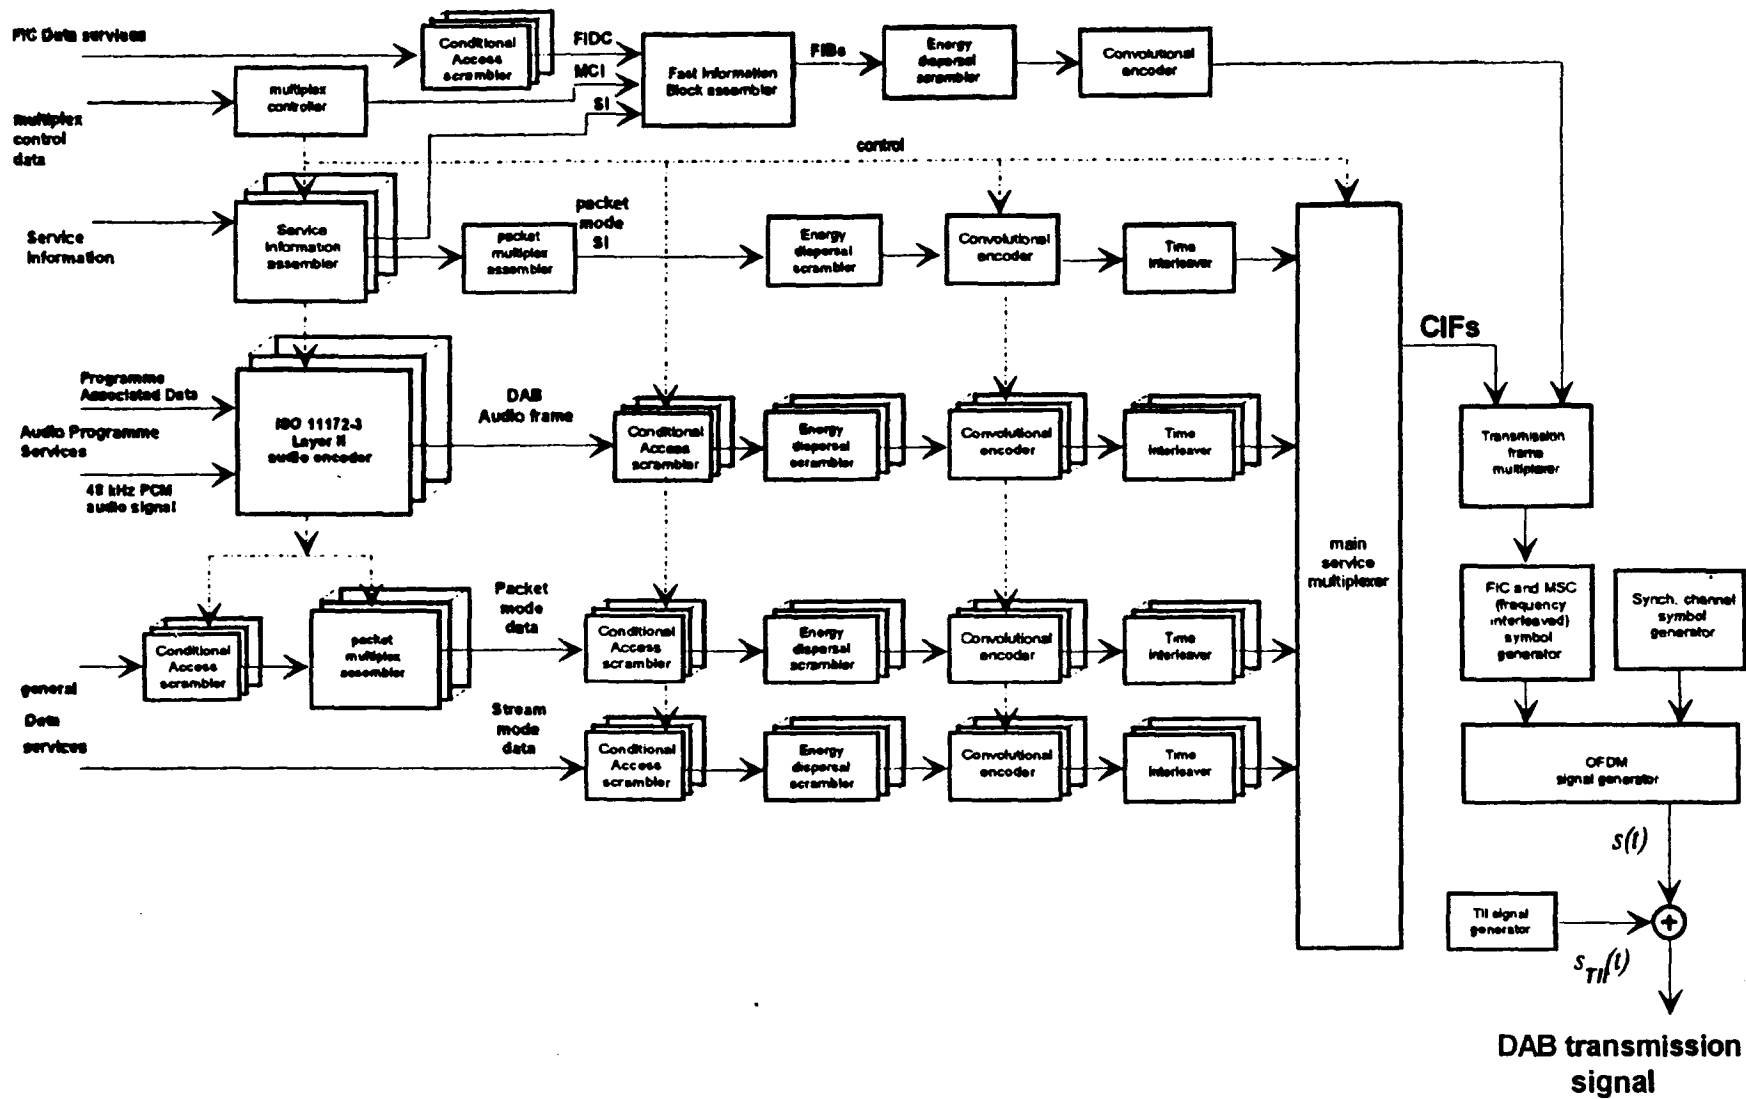 FIC Data services
Conditional
Access
scrambler
FIDC
MCI
SI
Fast Information
Block assembler
FIBs
Energy
dispersal
scrambler
Convolutional
encoder
multiplex
control
data
multiplex
controller
control
Service
Information
Service
Information
assembler
packet
multiplex
assembler
packet
mode
SI
Energy
dispersal
scrambler
Convolutional
encoder
Time
Interleaver
Programme
Associated Data
Audio Programme
Services
48 kHz PCM
audio signal
ISO 11172-3
Layer II
audio encoder
DAB
Audio frame
Conditional
Access
scrambler
Energy
dispersal
scrambler
Convolutional
encoder
Time
Interleaver
general
Data
services
Conditional
Access
scrambler
packet
multiplex
assembler
Packet
mode
data
Conditional
Access
scrambler
Energy
dispersal
scrambler
Convolutional
encoder
Time
Interleaver
Stream
mode
data
Conditional
Access
scrambler
Energy
dispersal
scrambler
Convolutional
encoder
Time
Interleaver
main
service
multiplexer
CIFs
Transmission
frame
multiplexer
FIC and MSC
(frequency
interleaved)
symbol
generator
Synch. channel
symbol
generator
OFDM
signal generator
s(t)
TII signal
generator
+
s_TII(t)
DAB transmission
signal